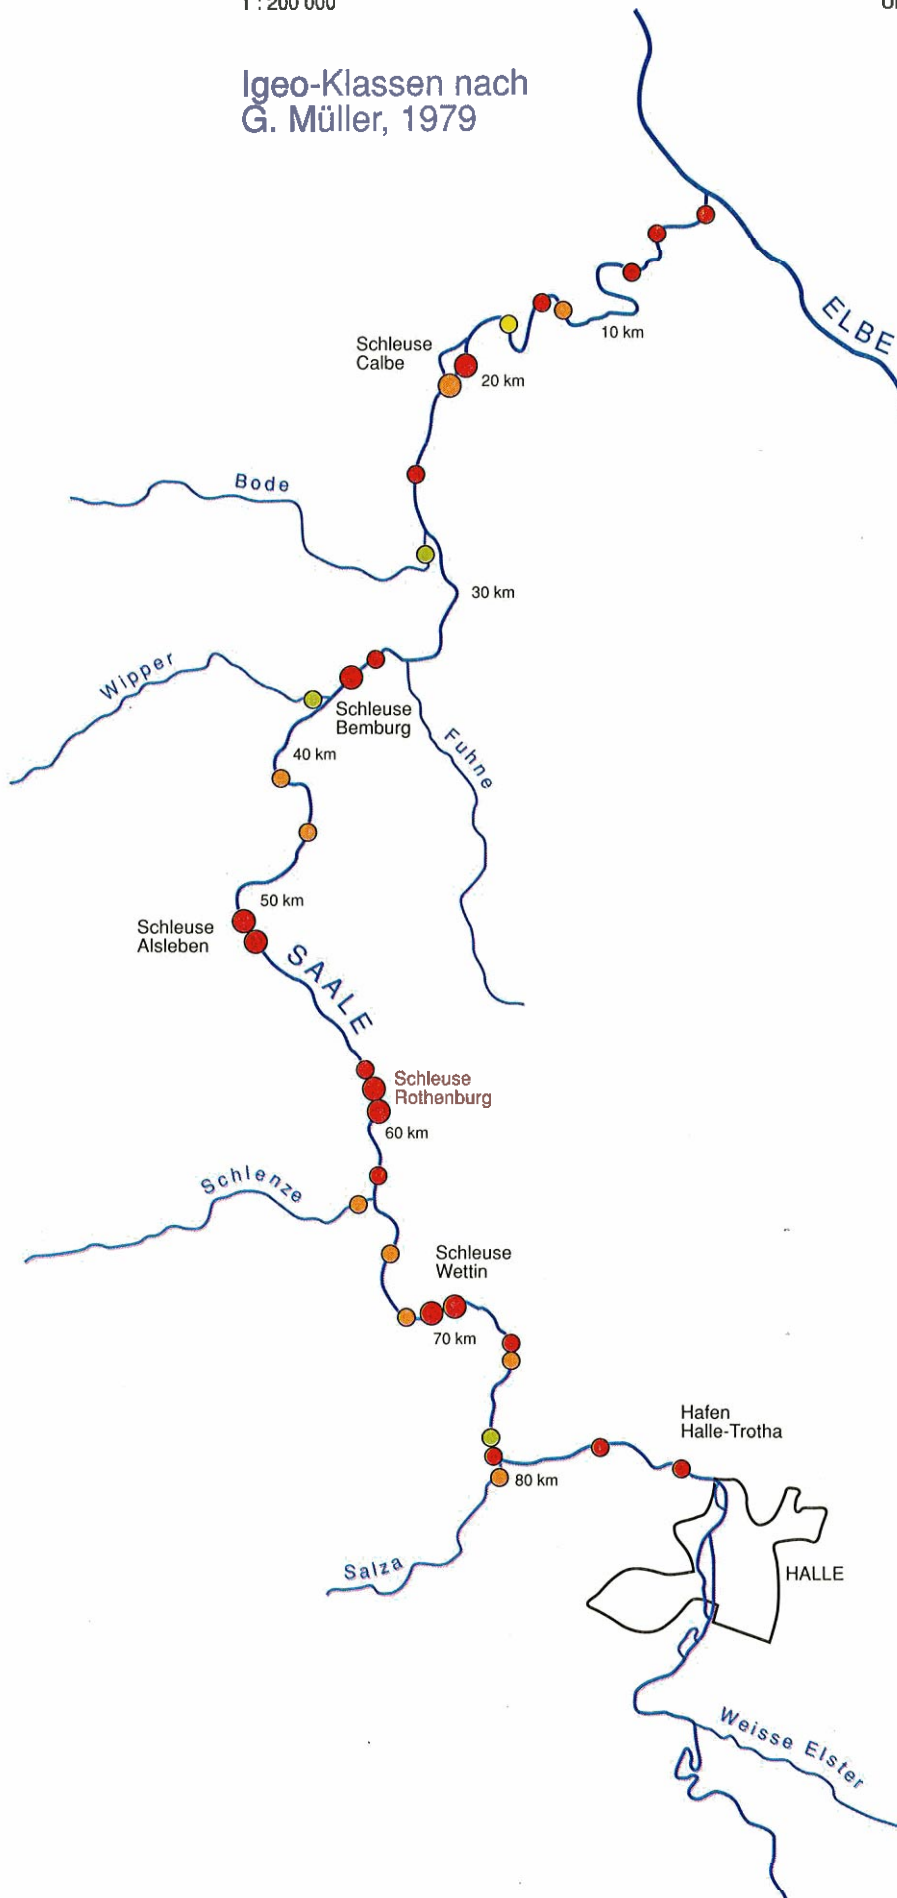 1 : 200 000
Igeo-Klassen nach
G. Müller, 1979
ELBE
10 km
Schleuse
Calbe
20 km
Bode
30 km
Wipper
Schleuse
Bemburg
Fuhne
40 km
50 km
Schleuse
Alsleben
SAALE
Schleuse
Rothenburg
60 km
Schlenze
Schleuse
Wettin
70 km
Hafen
Halle-Trotha
80 km
Salza
HALLE
Weisse Elster